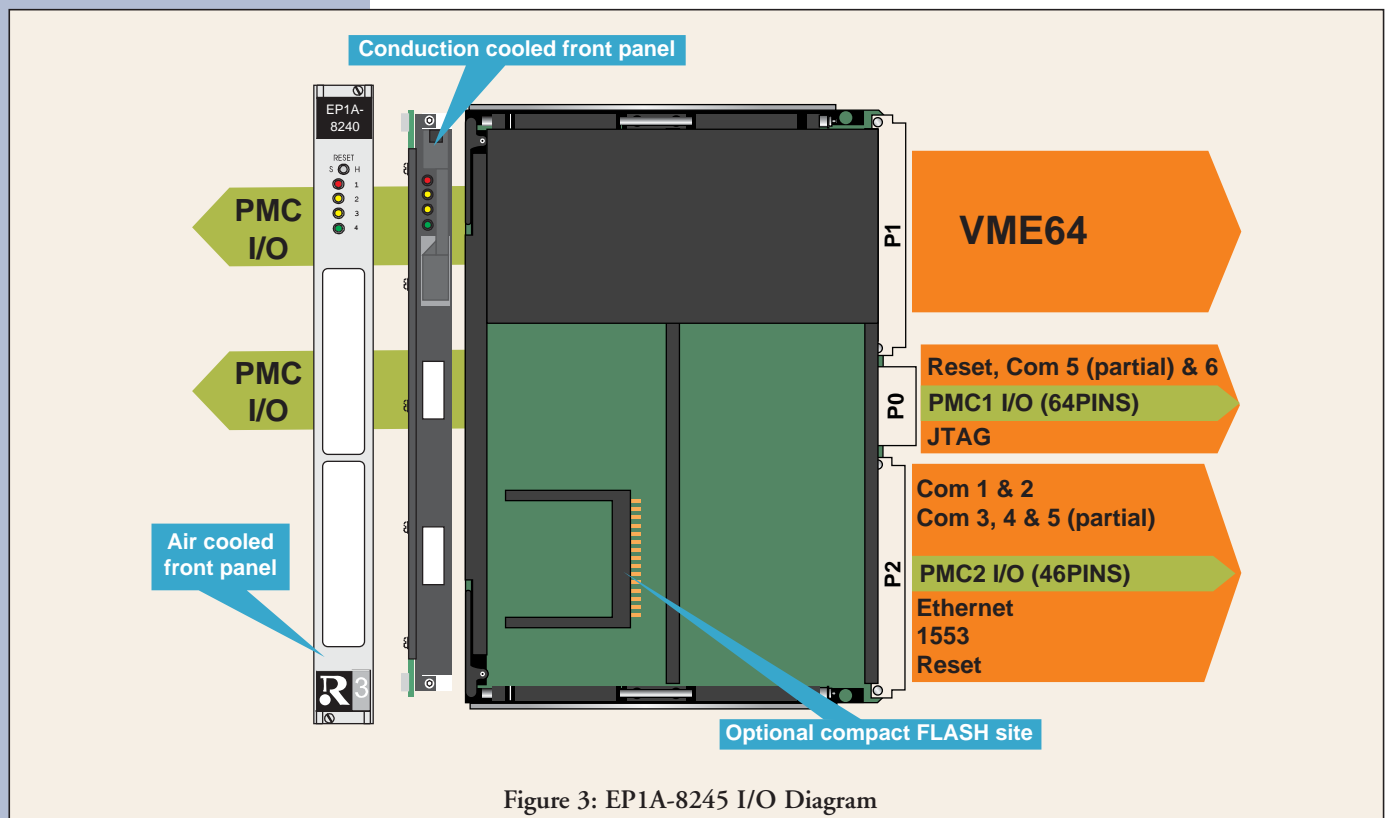 Conduction cooled front panel
EP1A-
8240
RESET
S H
1
2
3
4
PMC
I/O
PMC
I/O
P1
VME64
P0
Reset, Com 5 (partial) & 6
PMC1 I/O (64PINS)
JTAG
P2
Com 1 & 2
Com 3, 4 & 5 (partial)
PMC2 I/O (46PINS)
Ethernet
1553
Reset
Air cooled
front panel
R 3
Optional compact FLASH site
Figure 3: EP1A-8245 I/O Diagram